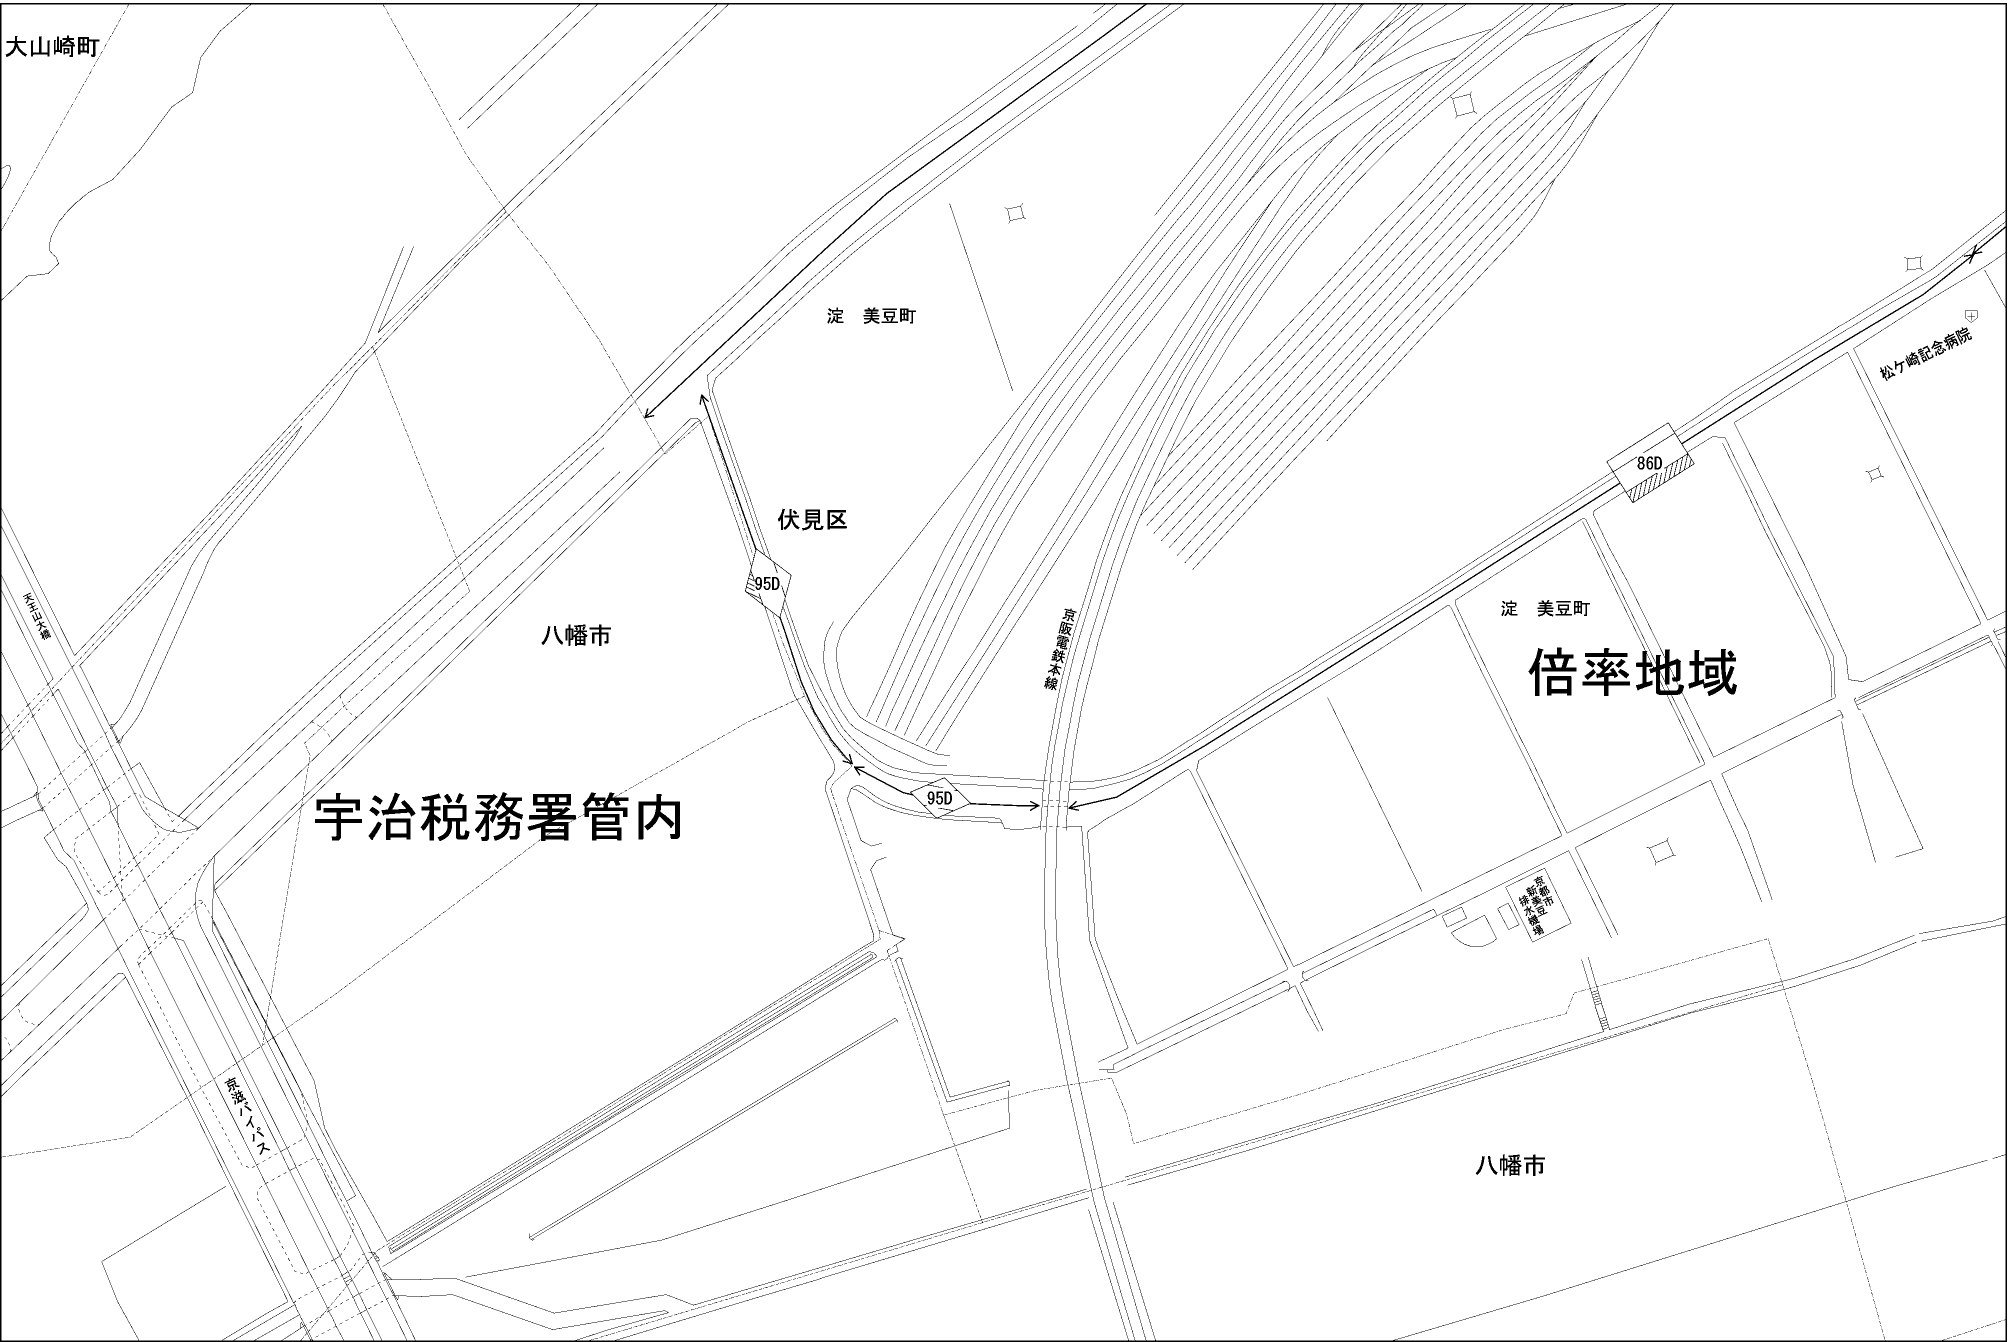 大山崎町
淀　美豆町
松ケ崎記念病院
86D
伏見区
95D
天王山大橋
八幡市
京阪電鉄本線
淀　美豆町
倍率地域
宇治税務署管内
95D
京都市
新美豆
排水機場
京滋バイパス
八幡市